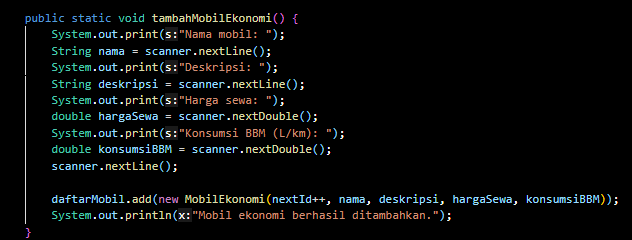 public static void tambahMobilEkonomi() {
System.out.print(s:"Nama mobil: ");
String nama = scanner.nextLine();
System.out.print(s:"Deskripsi: ");
String deskripsi = scanner.nextLine();
System.out.print(s:"Harga sewa: ");
double hargaSewa = scanner.nextDouble();
System.out.print(s:"Konsumsi BBM (L/km): ");
double konsumsiBBM = scanner.nextDouble();
scanner.nextLine();
daftarMobil.add(new MobilEkonomi(nextId++, nama, deskripsi, hargaSewa, konsumsiBBM));
System.out.println(x:"Mobil ekonomi berhasil ditambahkan.");
}